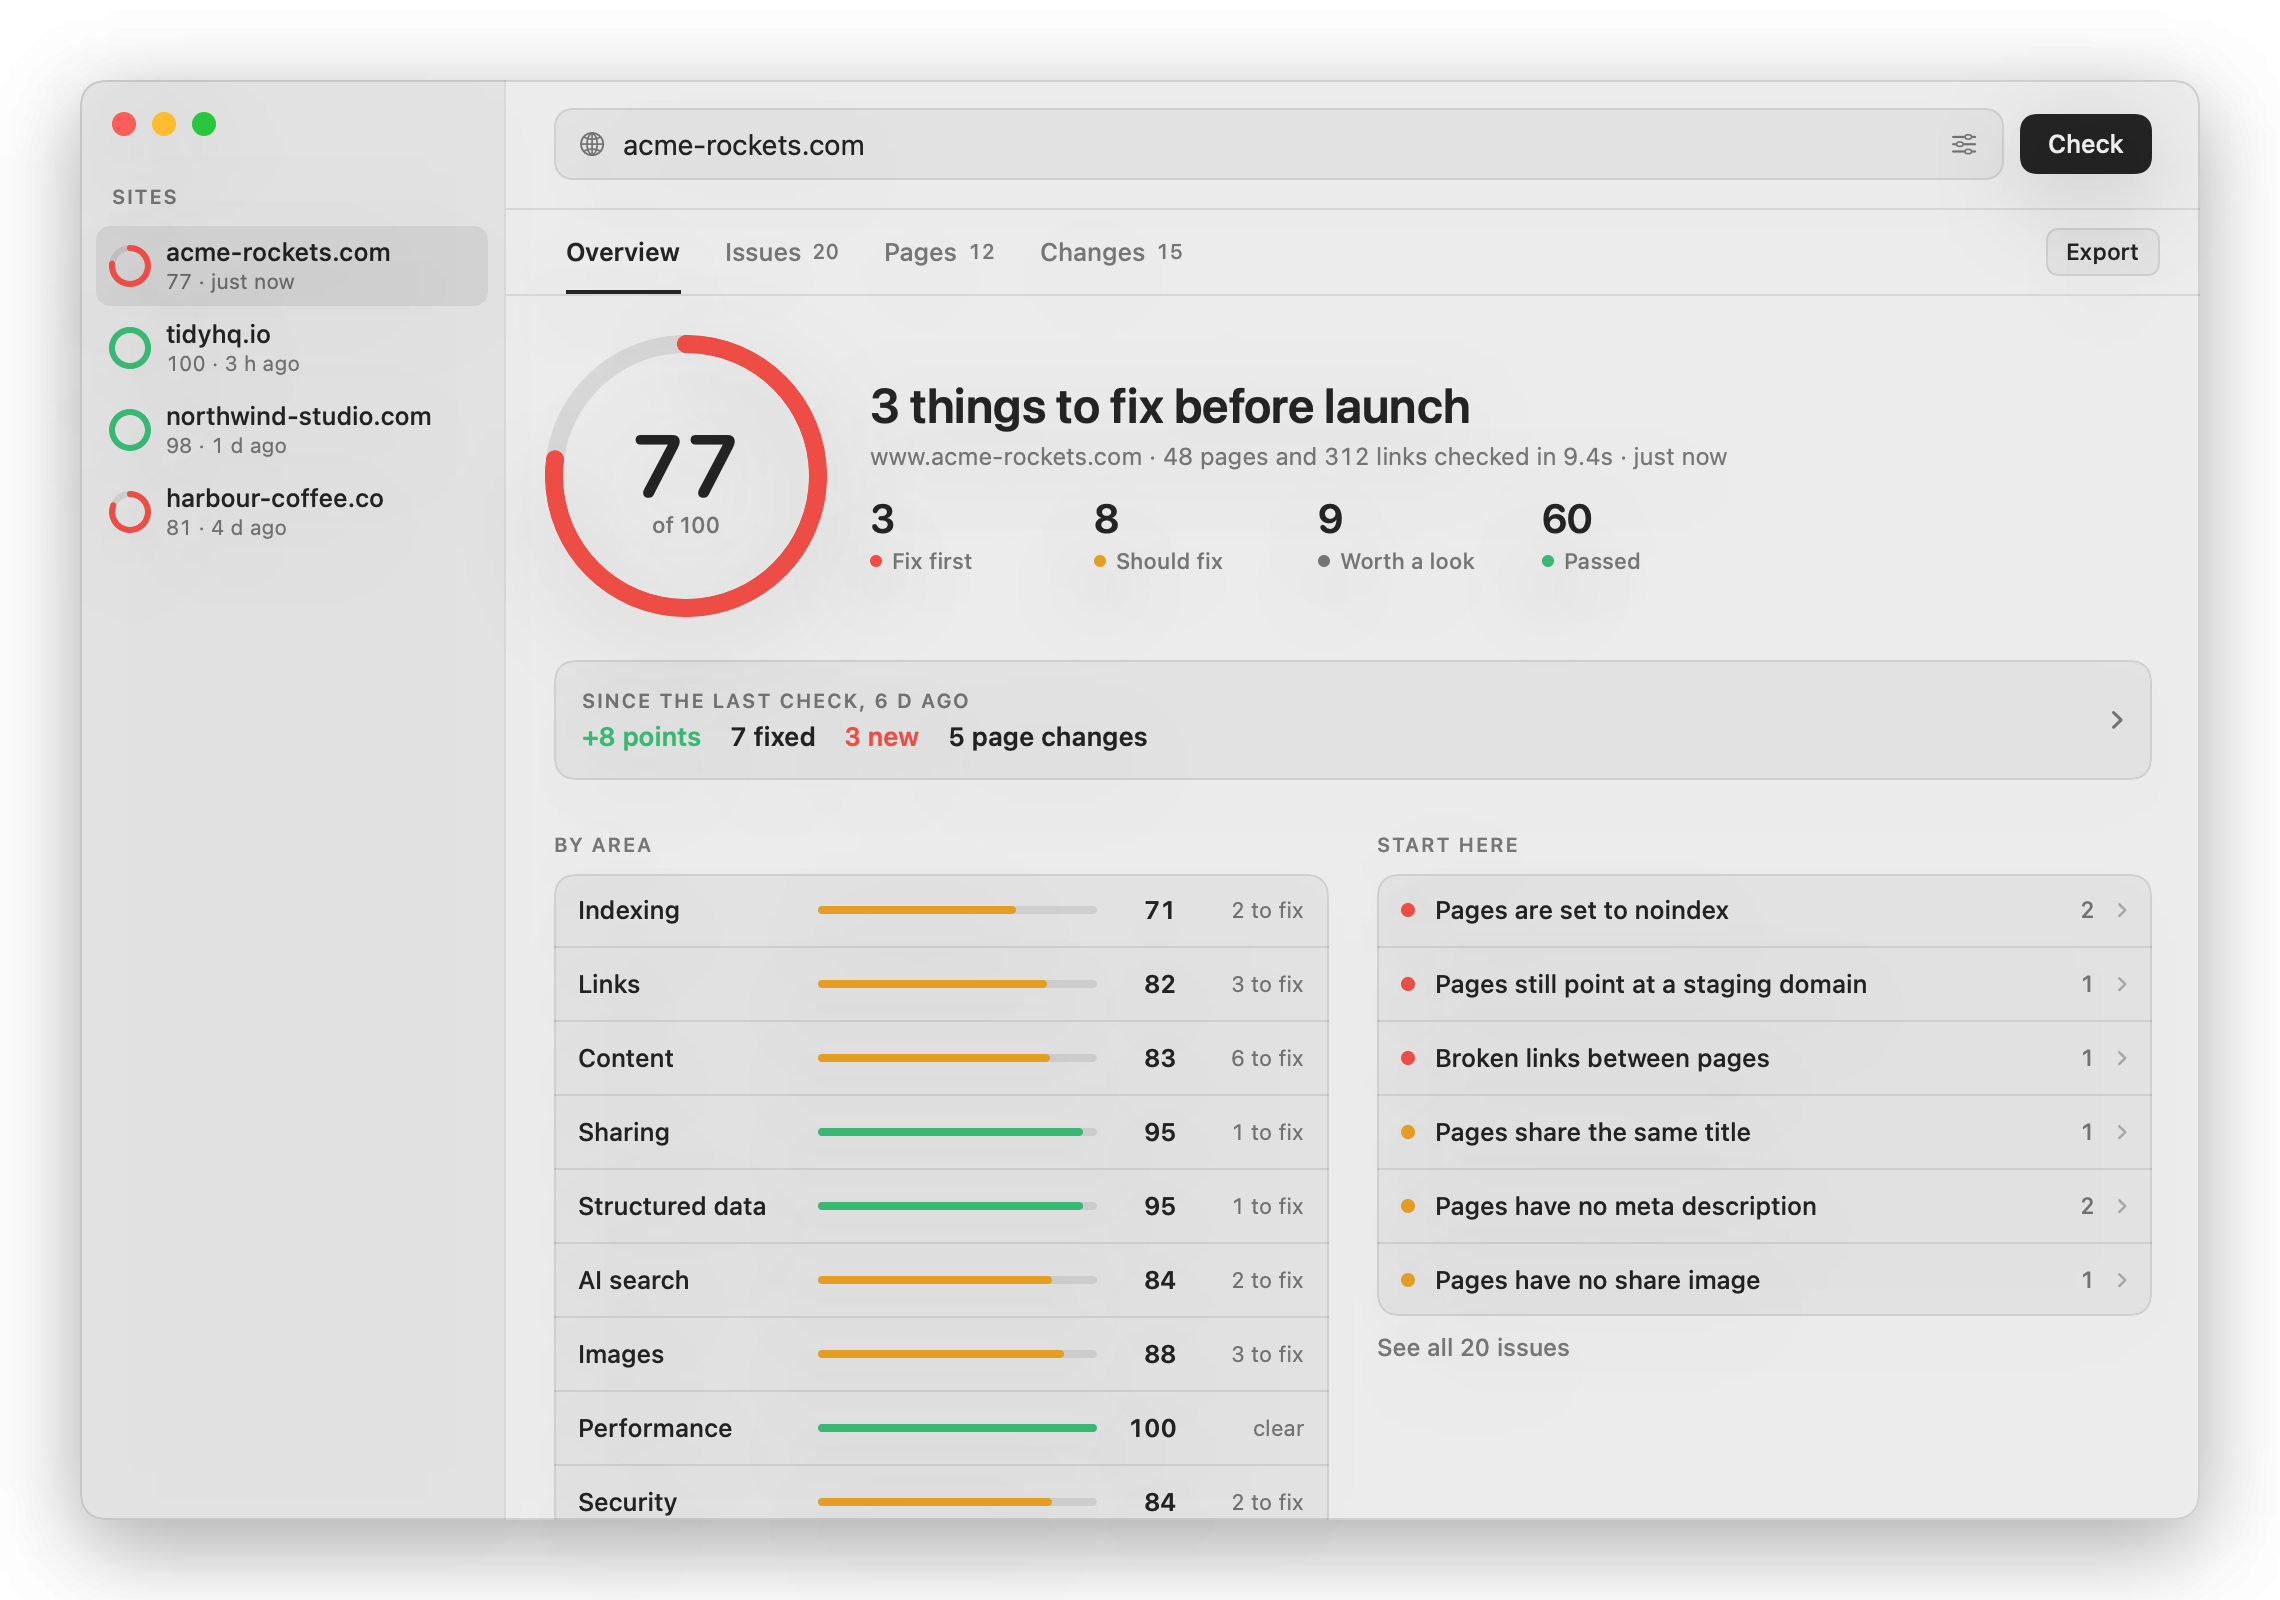 SITES
acme-rockets.com
77 · just now
tidyhq.io
100 · 3 h ago
northwind-studio.com
98 · 1 d ago
harbour-coffee.co
81 · 4 d ago
acme-rockets.com
Check
Overview Issues 20 Pages 12 Changes 15
Export
77
of 100
3 things to fix before launch
www.acme-rockets.com · 48 pages and 312 links checked in 9.4s · just now
3 8 9 60
Fix first Should fix Worth a look Passed
SINCE THE LAST CHECK, 6 D AGO
+8 points 7 fixed 3 new 5 page changes
BY AREA
Indexing 71 2 to fix
Links 82 3 to fix
Content 83 6 to fix
Sharing 95 1 to fix
Structured data 95 1 to fix
AI search 84 2 to fix
Images 88 3 to fix
Performance 100 clear
Security 84 2 to fix
START HERE
Pages are set to noindex 2
Pages still point at a staging domain 1
Broken links between pages 1
Pages share the same title 1
Pages have no meta description 2
Pages have no share image 1
See all 20 issues